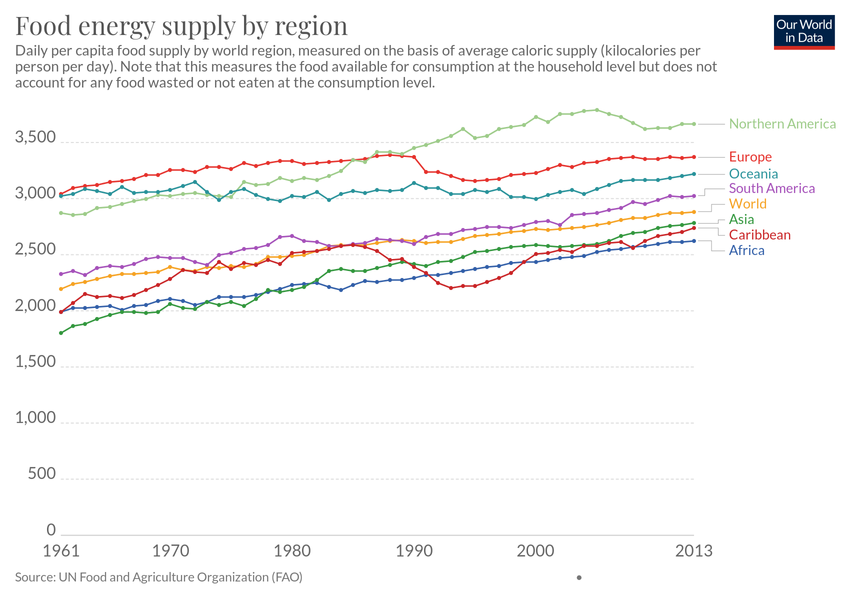 Food energy supply by region
Our World
in Data
Daily per capita food supply by world region, measured on the basis of average caloric supply (kilocalories per
person per day). Note that this measures the food available for consumption at the household level but does not
account for any food wasted or not eaten at the consumption level.
3,500
3,000
2,500
2,000
1,500
1,000
500
0
Northern America
Europe
Oceania
South America
World
Asia
Caribbean
Africa
1961
1970
1980
1990
2000
2013
Source: UN Food and Agriculture Organization (FAO)